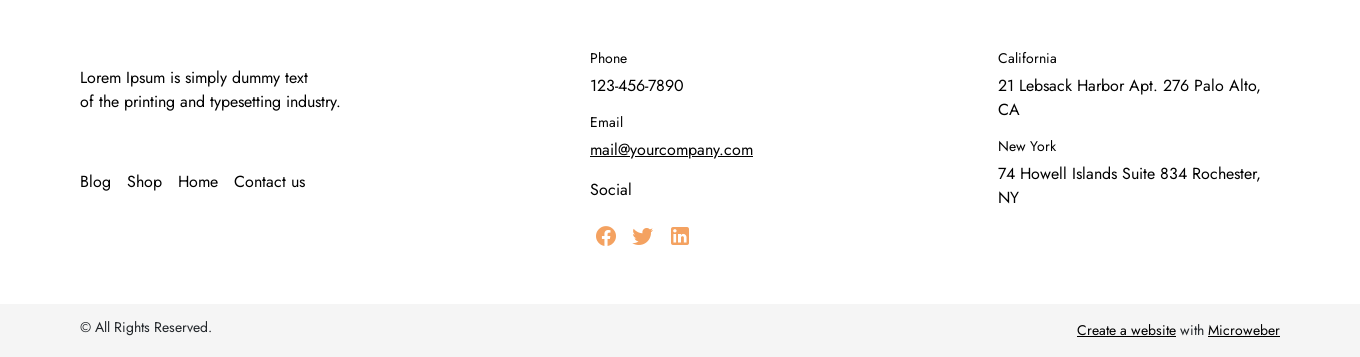 Lorem Ipsum is simply dummy text
of the printing and typesetting industry.
Blog Shop Home Contact us
Phone
123-456-7890
Email
mail@yourcompany.com
Social
California
21 Lebsack Harbor Apt. 276 Palo Alto,
CA
New York
74 Howell Islands Suite 834 Rochester,
NY
© All Rights Reserved.
Create a website with Microweber